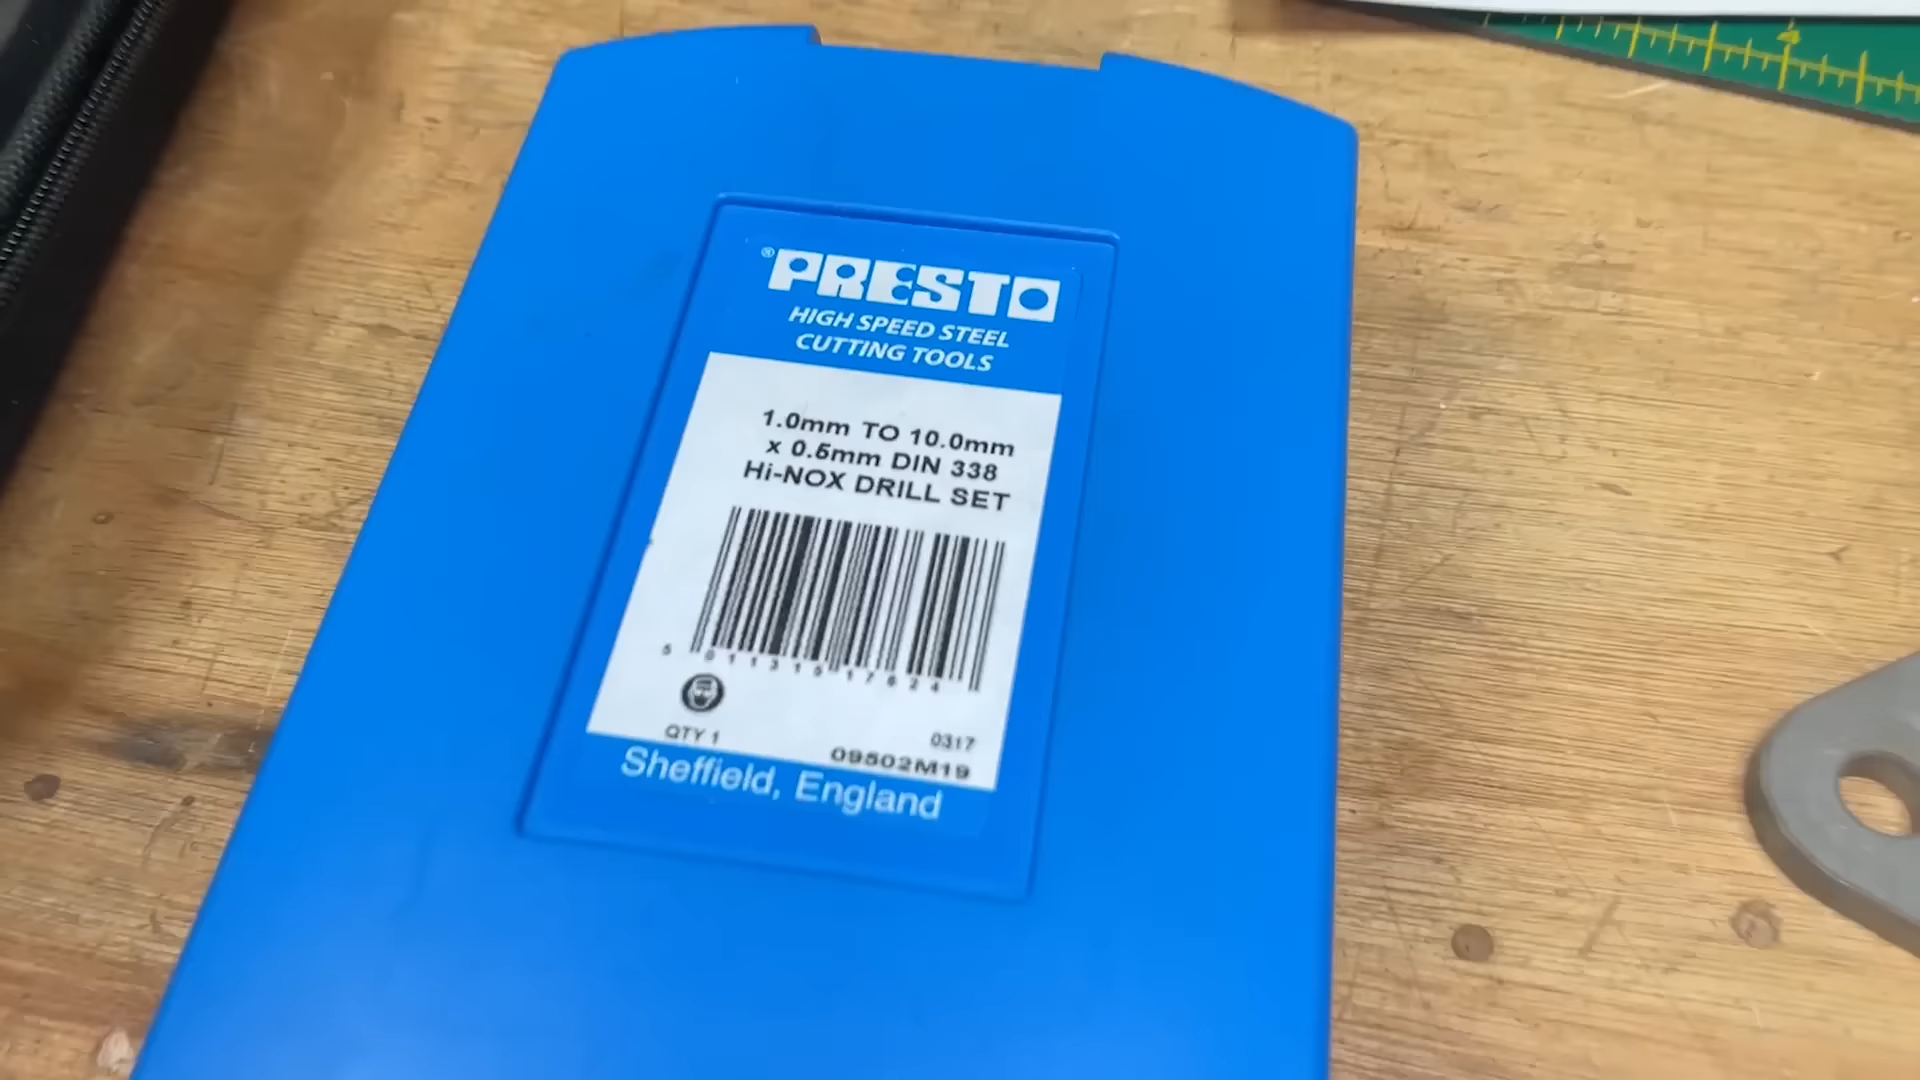 ® PRESTO
HIGH SPEED STEEL
CUTTING TOOLS
1.0mm TO 10.0mm
x 0.5mm DIN 338
Hi-NOX DRILL SET
5 011315 17624
QTY 1
0317
09502M19
Sheffield, England
4